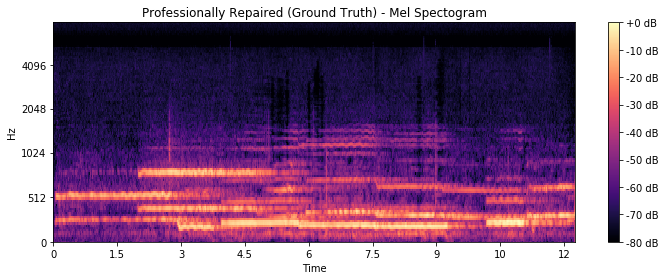 Professionally Repaired (Ground Truth) - Mel Spectogram
Hz
4096
2048
1024
512
0
0 1.5 3 4.5 6 7.5 9 10 12
Time
+0 dB
-10 dB
-20 dB
-30 dB
-40 dB
-50 dB
-60 dB
-70 dB
-80 dB